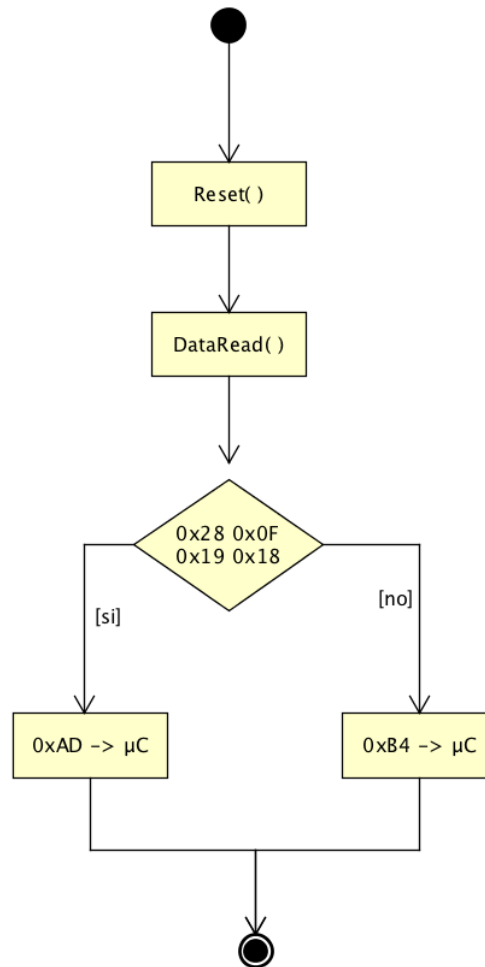 Reset( )
DataRead( )
0x28 0x0F
0x19 0x18
[si]
[no]
0xAD -> µC
0xB4 -> µC